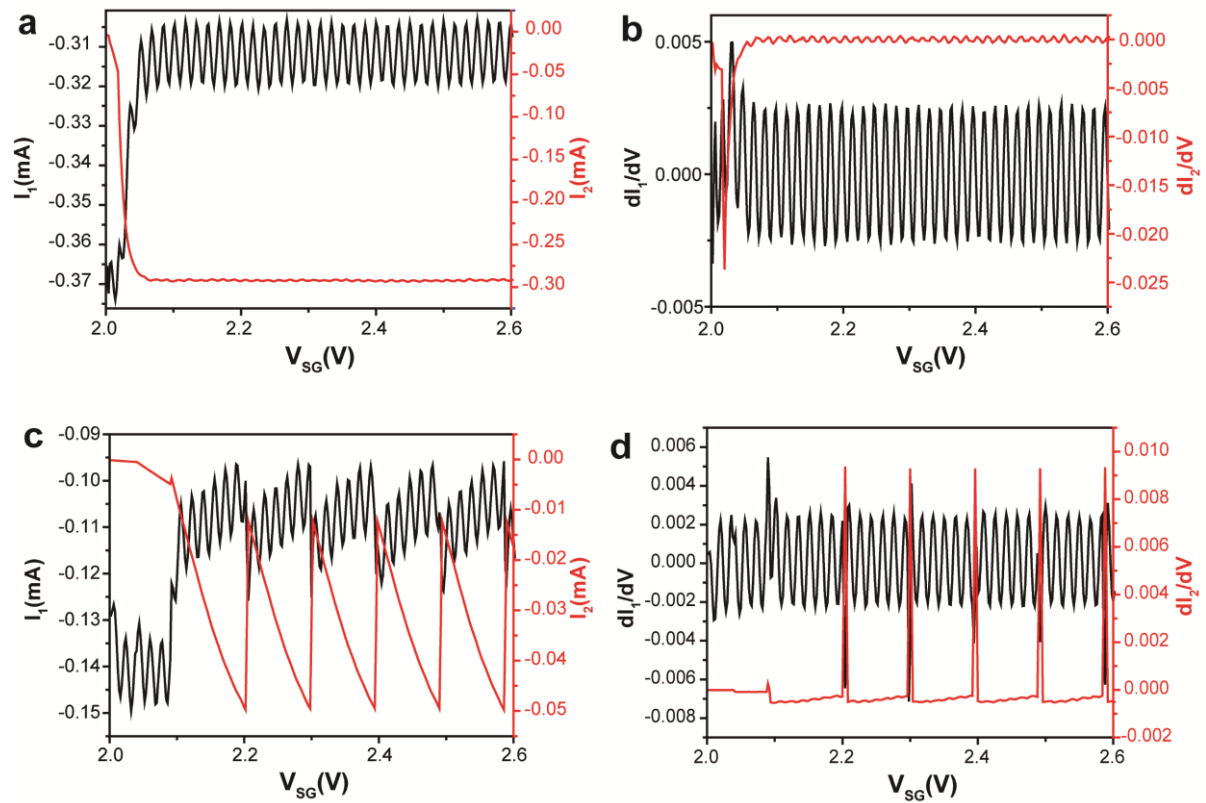 a
I₁(mA)
-0.31
-0.32
-0.33
-0.34
-0.35
-0.36
-0.37
0.00
-0.05
-0.10
-0.15
-0.20
-0.25
-0.30
I₂(mA)
2.0 2.2 2.4 2.6
V_SG(V)
b
dI₁/dV
0.005
0.000
-0.005
0.000
-0.005
-0.010
-0.015
-0.020
-0.025
dI₂/dV
2.0 2.2 2.4 2.6
V_SG(V)
c
I₁(mA)
-0.09
-0.10
-0.11
-0.12
-0.13
-0.14
-0.15
0.00
-0.01
-0.02
-0.03
-0.04
-0.05
I₂(mA)
2.0 2.2 2.4 2.6
V_SG(V)
d
dI₁/dV
0.006
0.004
0.002
0.000
-0.002
-0.004
-0.006
-0.009
0.010
0.008
0.006
0.004
0.002
0.000
-0.002
dI₂/dV
2.0 2.2 2.4 2.6
V_SG(V)